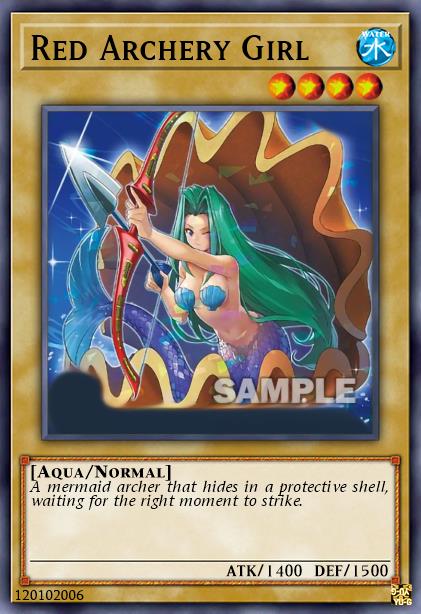 RED ARCHERY GIRL
WATER
水
SAMPLE
[AQUA/NORMAL]
A mermaid archer that hides in a protective shell,
waiting for the right moment to strike.
ATK/1400 DEF/1500
120102006